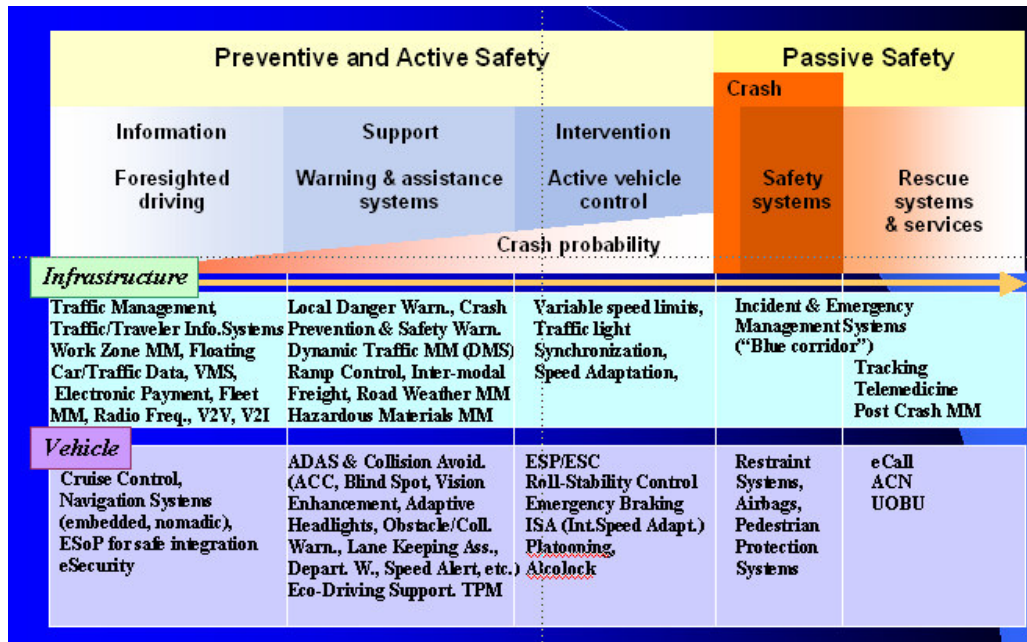 Preventive and Active Safety
Passive Safety
Crash
Information
Foresighted
driving
Support
Warning & assistance
systems
Intervention
Active vehicle
control
Safety
systems
Rescue
systems
& services
Crash probability
Infrastructure
Traffic Management,
Traffic/Traveler Info.Systems
Work Zone MM, Floating
Car/Traffic Data, VMS,
Electronic Payment, Fleet
MM, Radio Freq., V2V, V2I
Local Danger Warn., Crash
Prevention & Safety Warn.
Dynamic Traffic MM (DMS)
Ramp Control, Inter-modal
Freight, Road Weather MM
Hazardous Materials MM
Variable speed limits,
Traffic light
Synchronization,
Speed Adaptation,
Incident & Emergency
Management Systems
(“Blue corridor”)
Tracking
Telemedicine
Post Crash MM
Vehicle
Cruise Control,
Navigation Systems
(embedded, nomadic),
ESoP for safe integration
eSecurity
ADAS & Collision Avoid.
(ACC, Blind Spot, Vision
Enhancement, Adaptive
Headlights, Obstacle/Coll.
Warn., Lane Keeping Ass.,
Depart. W., Speed Alert, etc.)
Eco-Driving Support. TPM
ESP/ESC
Roll-Stability Control
Emergency Braking
ISA (Int.Speed Adapt.)
Platooning,
Alcolock
Restraint
Systems,
Airbags,
Pedestrian
Protection
Systems
eCall
ACN
UOBU